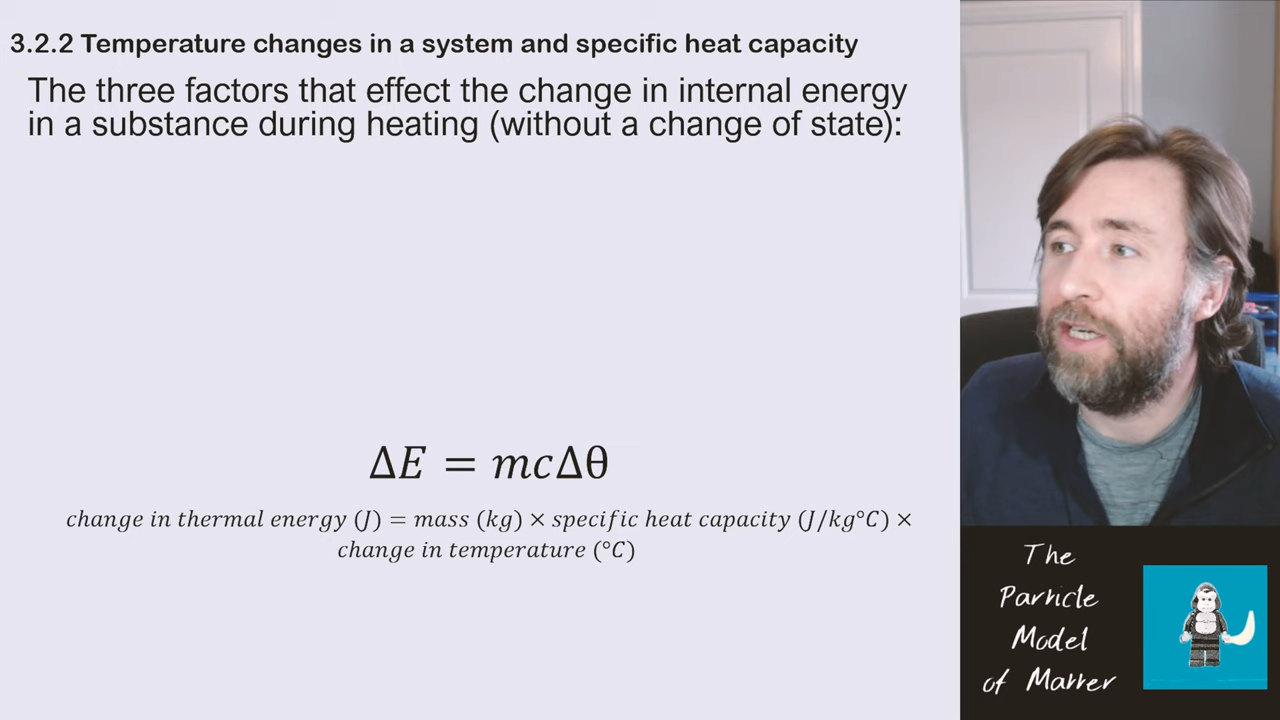 3.2.2 Temperature changes in a system and specific heat capacity
The three factors that effect the change in internal energy
in a substance during heating (without a change of state):
ΔE = mcΔθ
change in thermal energy (J) = mass (kg) × specific heat capacity (J/kg°C) ×
change in temperature (°C)
The
Particle
Model
of Matter